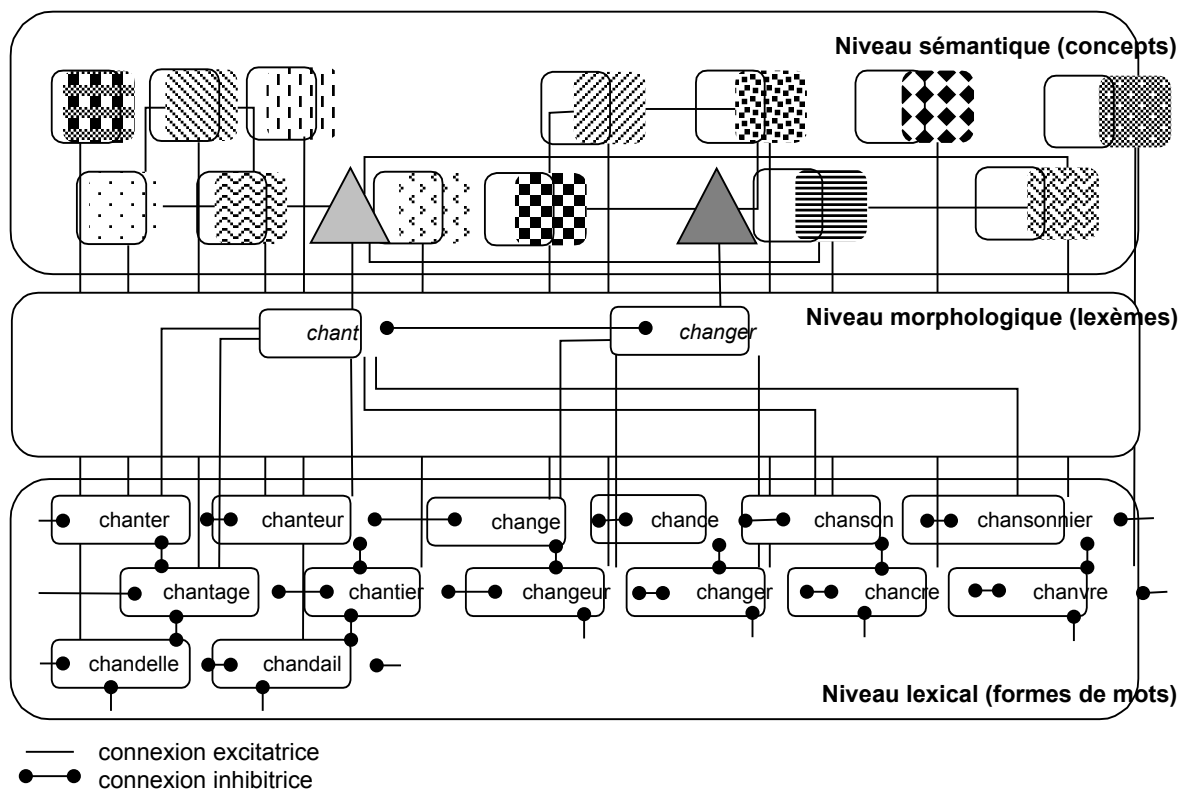 Niveau sémantique (concepts)
chant
changer
Niveau morphologique (lexèmes)
chanter
chanteur
change
chance
chanson
chansonnier
chantage
chantier
changeur
changer
chancre
chanvre
chandelle
chandail
Niveau lexical (formes de mots)
connexion excitatrice
connexion inhibitrice